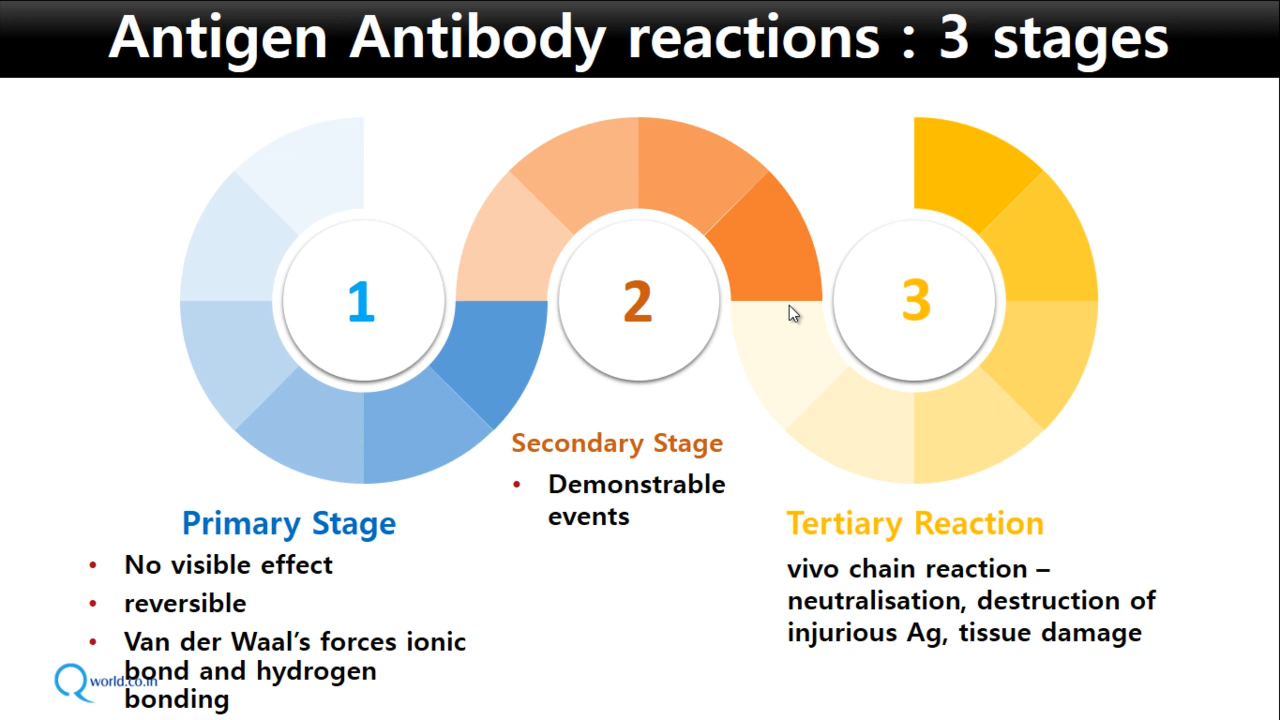 Antigen Antibody reactions : 3 stages
1
2
3
Primary Stage
• No visible effect
• reversible
• Van der Waal’s forces ionic
bond and hydrogen
bonding
Secondary Stage
• Demonstrable
events
Tertiary Reaction
vivo chain reaction –
neutralisation, destruction of
injurious Ag, tissue damage
Qworld.co.in